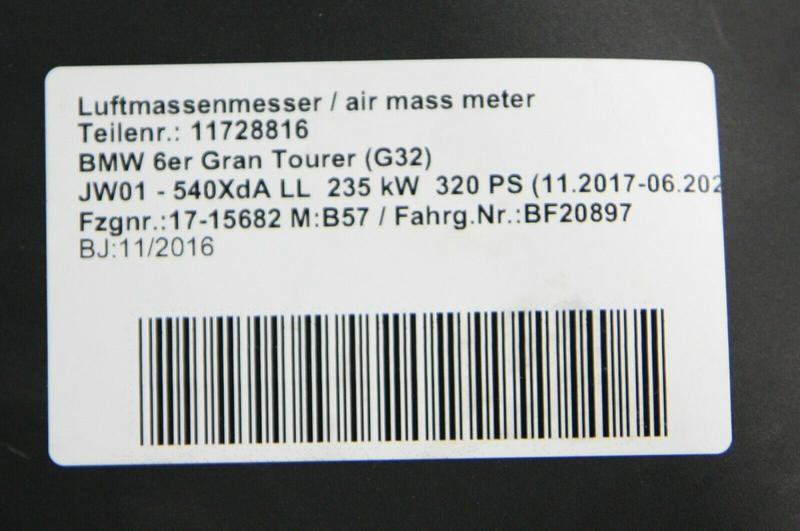 Luftmassenmesser / air mass meter
Teilenr.: 11728816
BMW 6er Gran Tourer (G32)
JW01 - 540XdA LL 235 kW 320 PS (11.2017-06.202
Fzgnr.:17-15682 M:B57 / Fahrg.Nr.:BF20897
BJ:11/2016